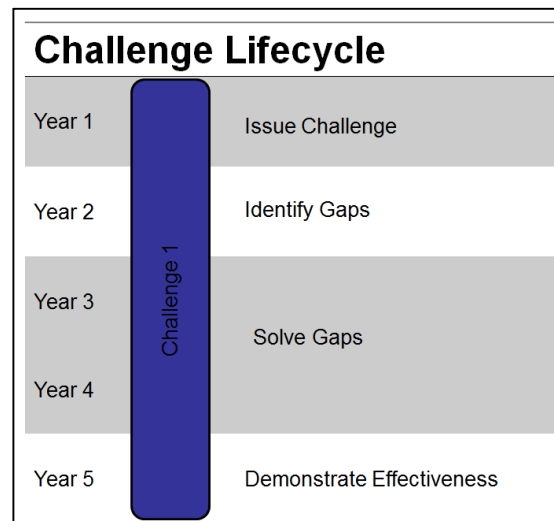 Challenge Lifecycle
Year 1
Issue Challenge
Year 2
Identify Gaps
Challenge 1
Year 3
Solve Gaps
Year 4
Year 5
Demonstrate Effectiveness